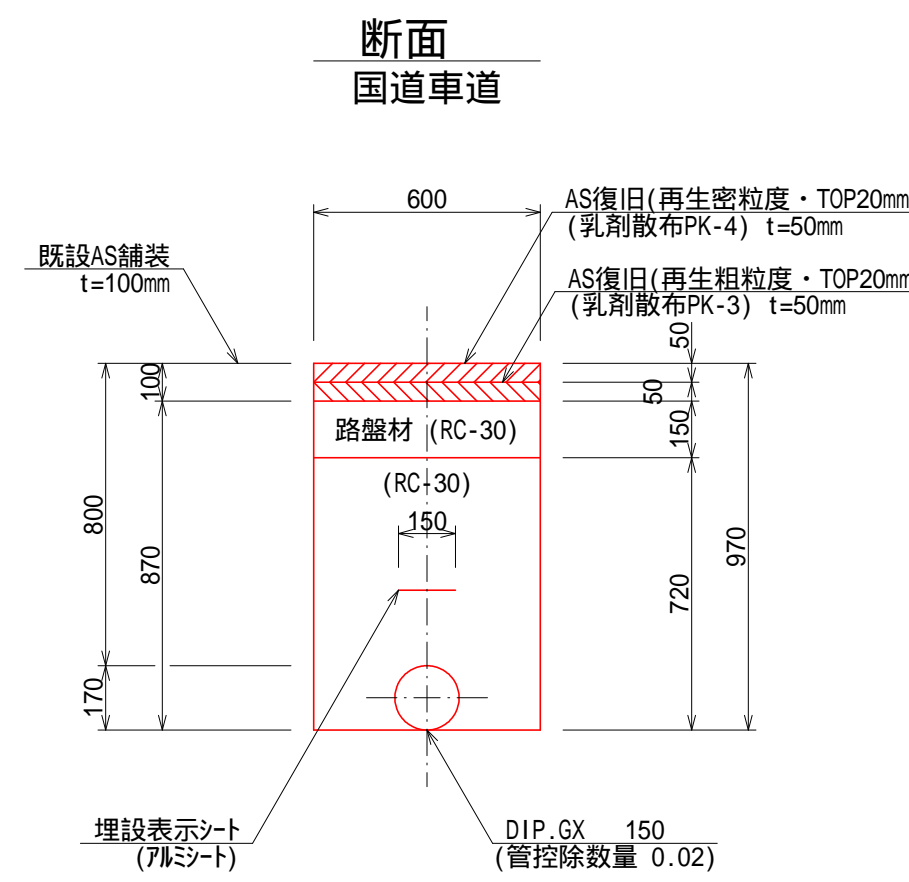 断面
国道車道
600
AS復旧(再生密粒度・TOP20mm
(乳剤散布PK-4) t=50mm
既設AS舗装
t=100mm
AS復旧(再生粗粒度・TOP20mm
(乳剤散布PK-3) t=50mm
50
100
50
路盤材 (RC-30)
150
(RC-30)
150
800
870
970
720
170
埋設表示シート
(アルミシート)
DIP.GX 150
(管控除数量 0.02)